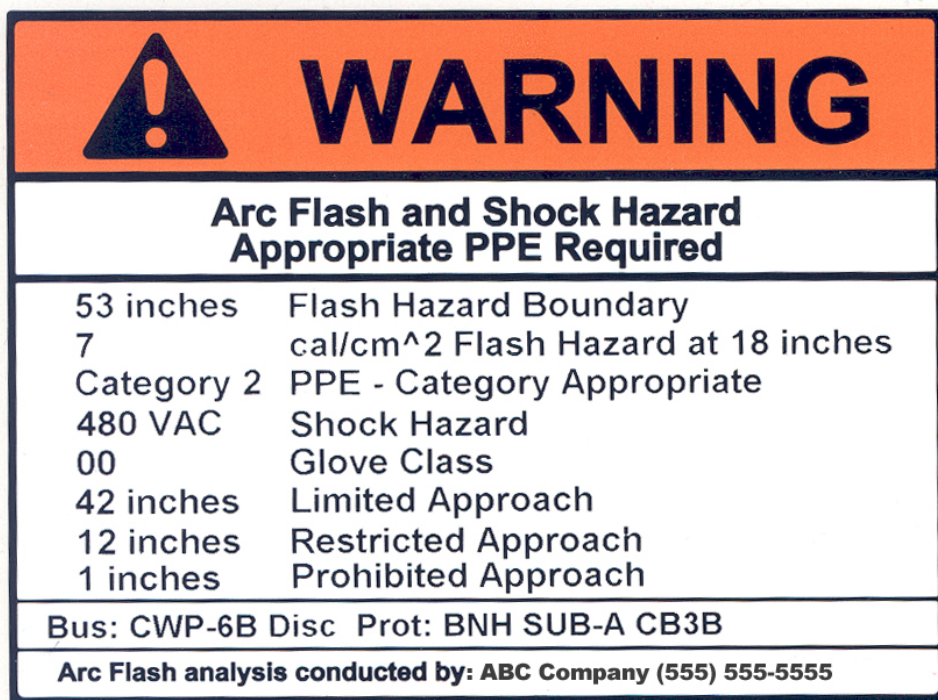 WARNING
Arc Flash and Shock Hazard
Appropriate PPE Required
53 inches Flash Hazard Boundary
7 cal/cm^2 Flash Hazard at 18 inches
Category 2 PPE - Category Appropriate
480 VAC Shock Hazard
00 Glove Class
42 inches Limited Approach
12 inches Restricted Approach
1 inches Prohibited Approach
Bus: CWP-6B Disc Prot: BNH SUB-A CB3B
Arc Flash analysis conducted by: ABC Company (555) 555-5555